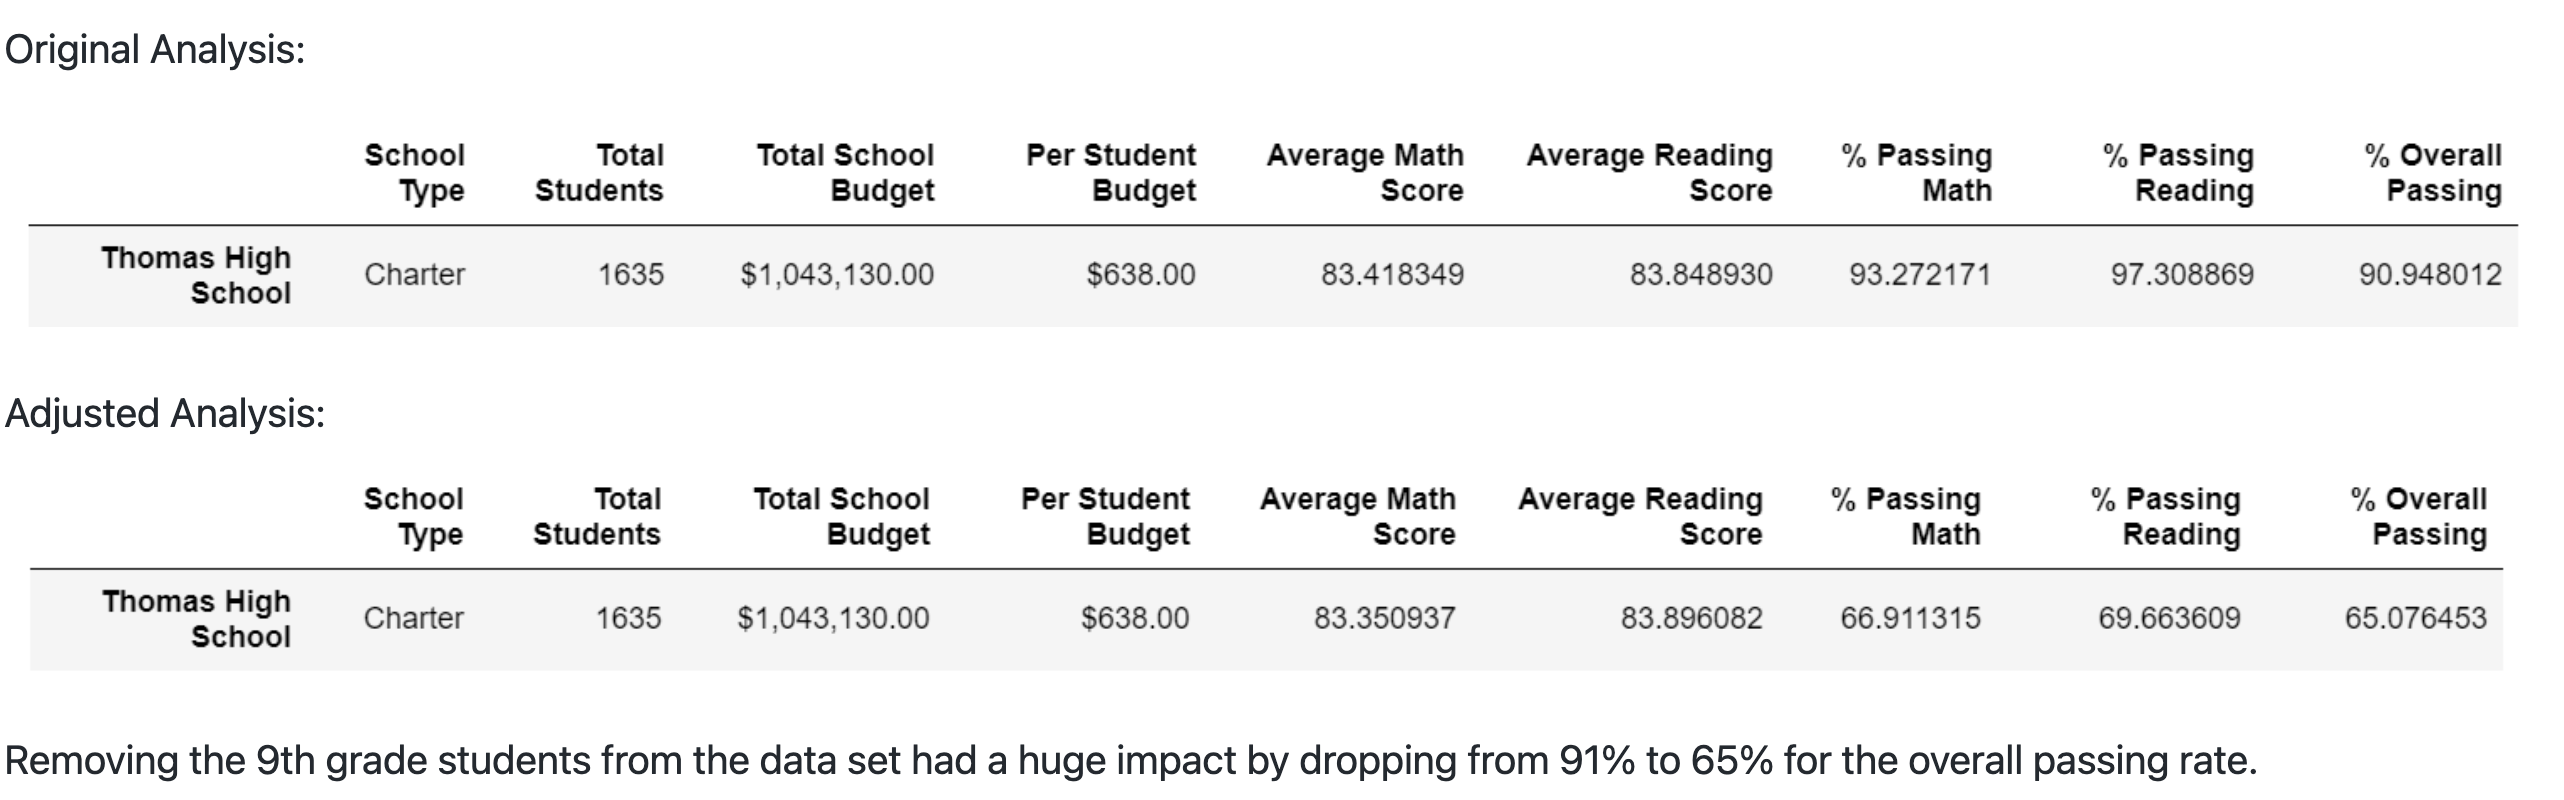 Original Analysis:
School Type Total Students Total School Budget Per Student Budget Average Math Score Average Reading Score % Passing Math % Passing Reading % Overall Passing
Thomas High School Charter 1635 $1,043,130.00 $638.00 83.418349 83.848930 93.272171 97.308869 90.948012
Adjusted Analysis:
School Type Total Students Total School Budget Per Student Budget Average Math Score Average Reading Score % Passing Math % Passing Reading % Overall Passing
Thomas High School Charter 1635 $1,043,130.00 $638.00 83.350937 83.896082 66.911315 69.663609 65.076453
Removing the 9th grade students from the data set had a huge impact by dropping from 91% to 65% for the overall passing rate.